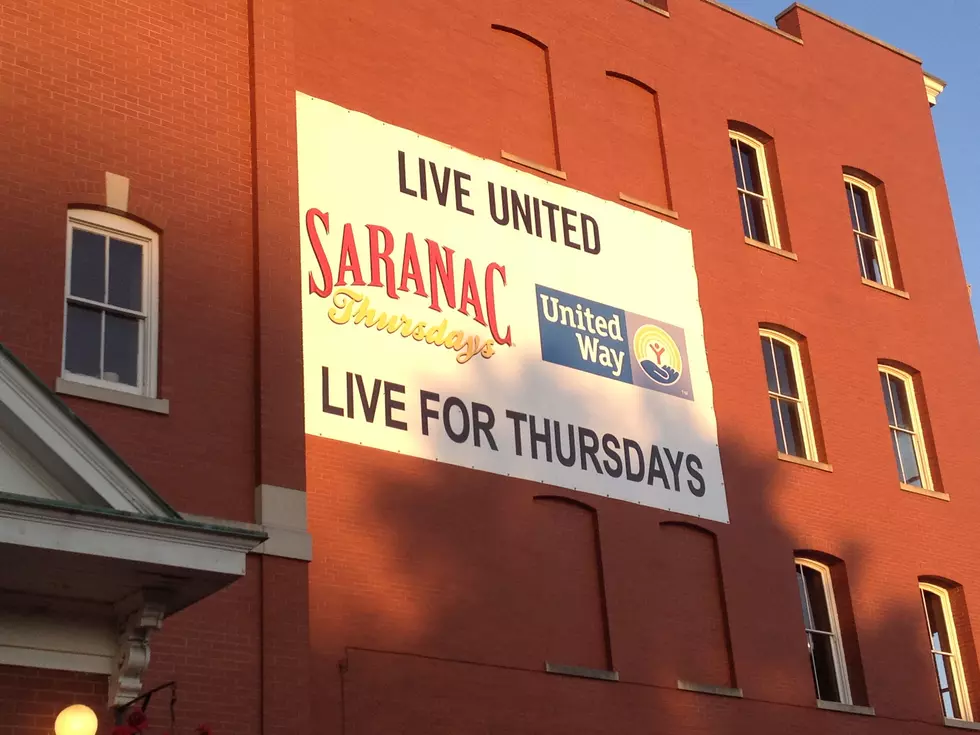 LIVE UNITED
SARANAC
Thursdays
United
Way
LIVE FOR THURSDAYS